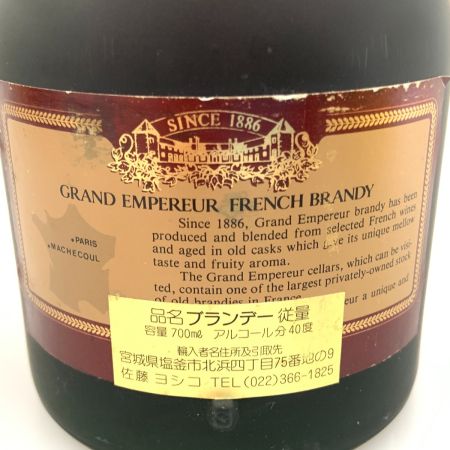 SINCE 1886
GRAND EMPEREUR FRENCH BRANDY
PARIS
MACHECOUL
Since 1886, Grand Empereur brandy has been
produced and blended from selected French wines
and aged in old casks which give its unique mellow
taste and fruity aroma.
The Grand Empereur cellars, which can be visi-
ted, contain one of the largest privately-owned stock
of old brandies in France.
a unique and
品名 ブランデー 従量
容量 700mℓ アルコール分 40度
輸入者名住所及引取先
宮城県塩釜市北浜四丁目75番地の9
佐藤 ヨシコ TEL (022) 366-1825